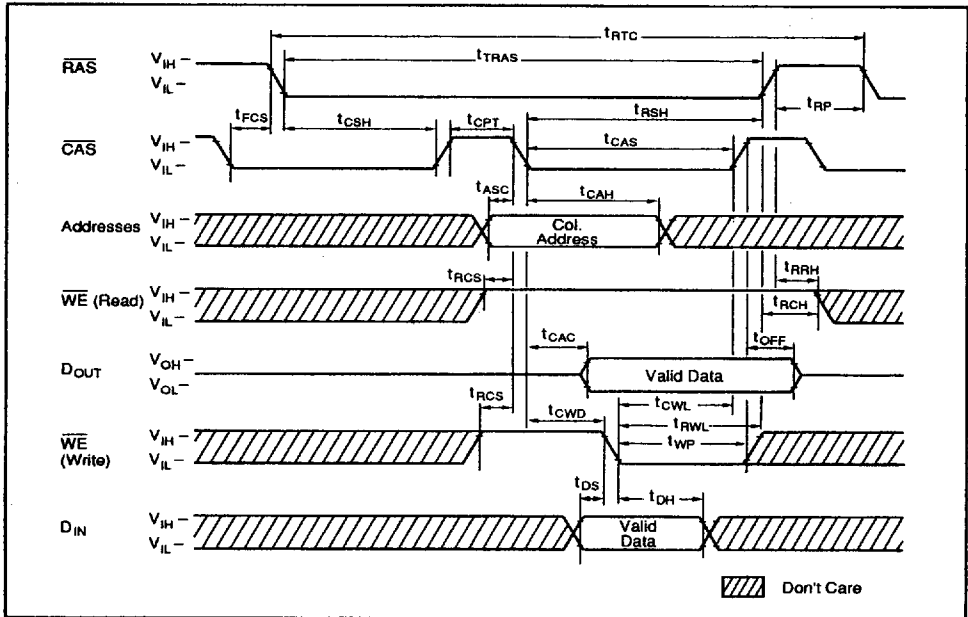 tRTC
RAS VIH –
VIL –
tTRAS
tRP
tRSH
tFCS tCSH tCPT
CAS VIH –
VIL –
tCAS
tASC tCAH
Addresses VIH –
VIL –
Col.
Address
tRCS tRRH
WE (Read) VIH –
VIL –
tRCH
tCAC tOFF
DOUT VOH –
VOL –
Valid Data
tRCS tCWD tCWL
tRWL
WE
(Write) VIH –
VIL –
tWP
tDS tDH
DIN VIH –
VIL –
Valid
Data
Don't Care